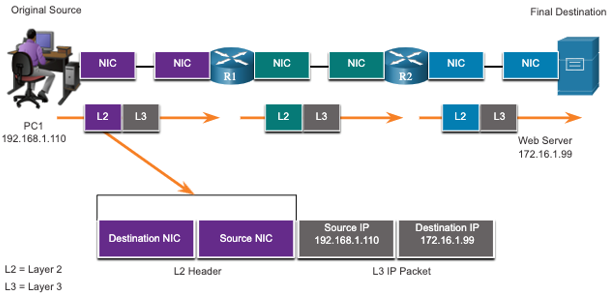 Original Source
Final Destination
NIC
NIC
R1
NIC
NIC
R2
NIC
NIC
PC1
192.168.1.110
L2
L3
L2
L3
L2
L3
Web Server
172.16.1.99
Destination NIC
Source NIC
Source IP
192.168.1.110
Destination IP
172.16.1.99
L2 Header
L3 IP Packet
L2 = Layer 2
L3 = Layer 3